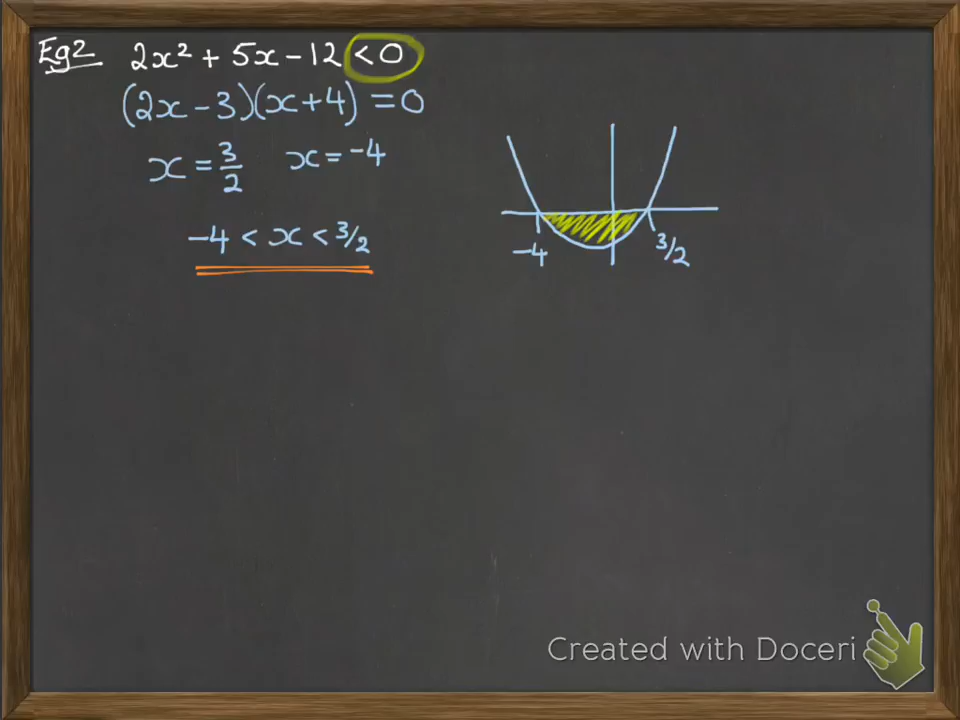 Eg2 2x² + 5x - 12 < 0
(2x - 3)(x + 4) = 0
x = 3/2 x = -4
-4 < x < 3/2
-4 3/2
Created with Doceri